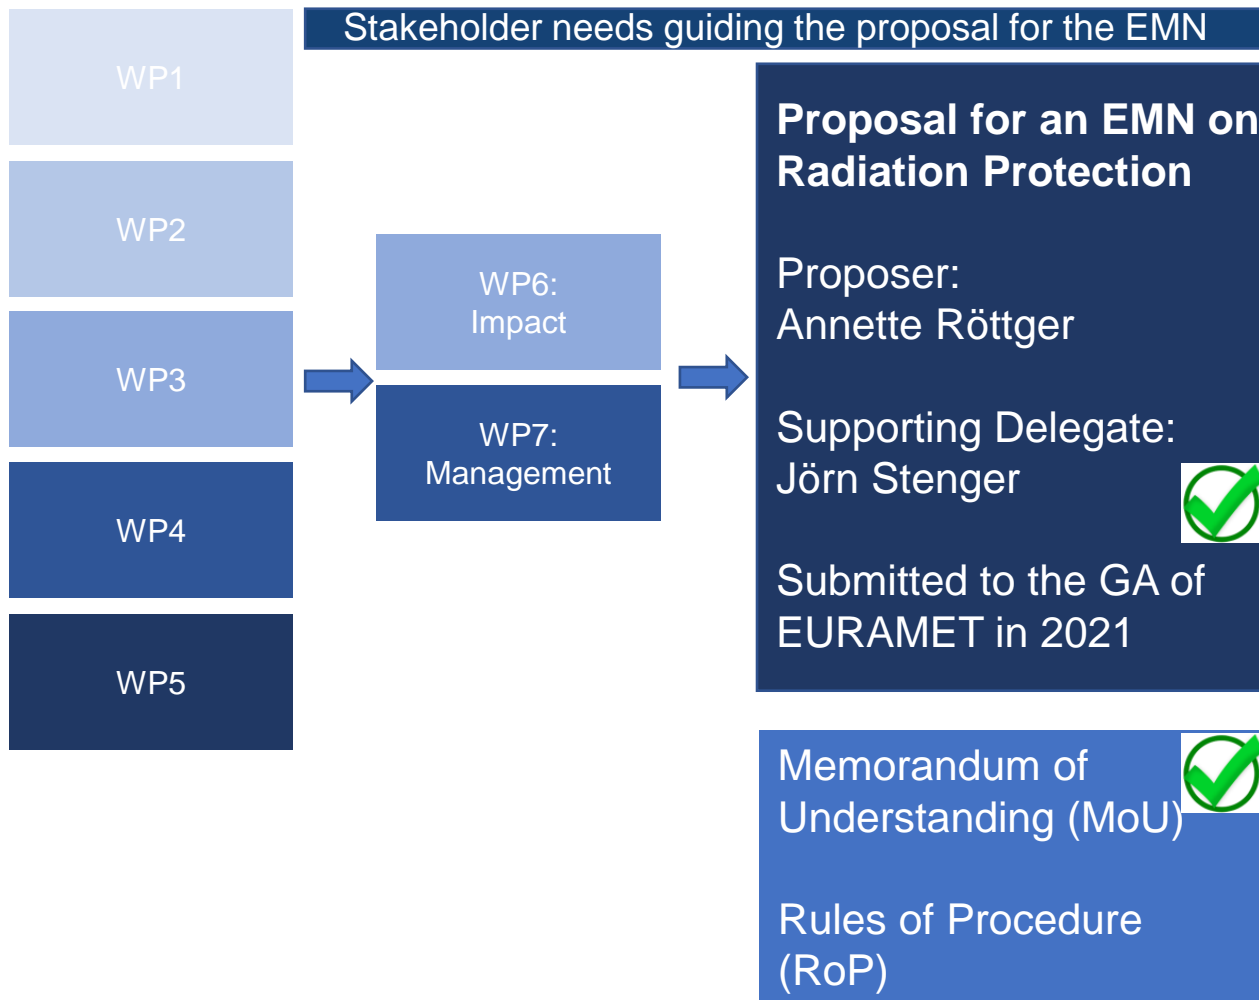 Stakeholder needs guiding the proposal for the EMN
WP1
WP2
WP3
WP4
WP5
WP6:
Impact
WP7:
Management
Proposal for an EMN on
Radiation Protection
Proposer:
Annette Röttger
Supporting Delegate:
Jörn Stenger
Submitted to the GA of
EURAMET in 2021
Memorandum of
Understanding (MoU)
Rules of Procedure
(RoP)